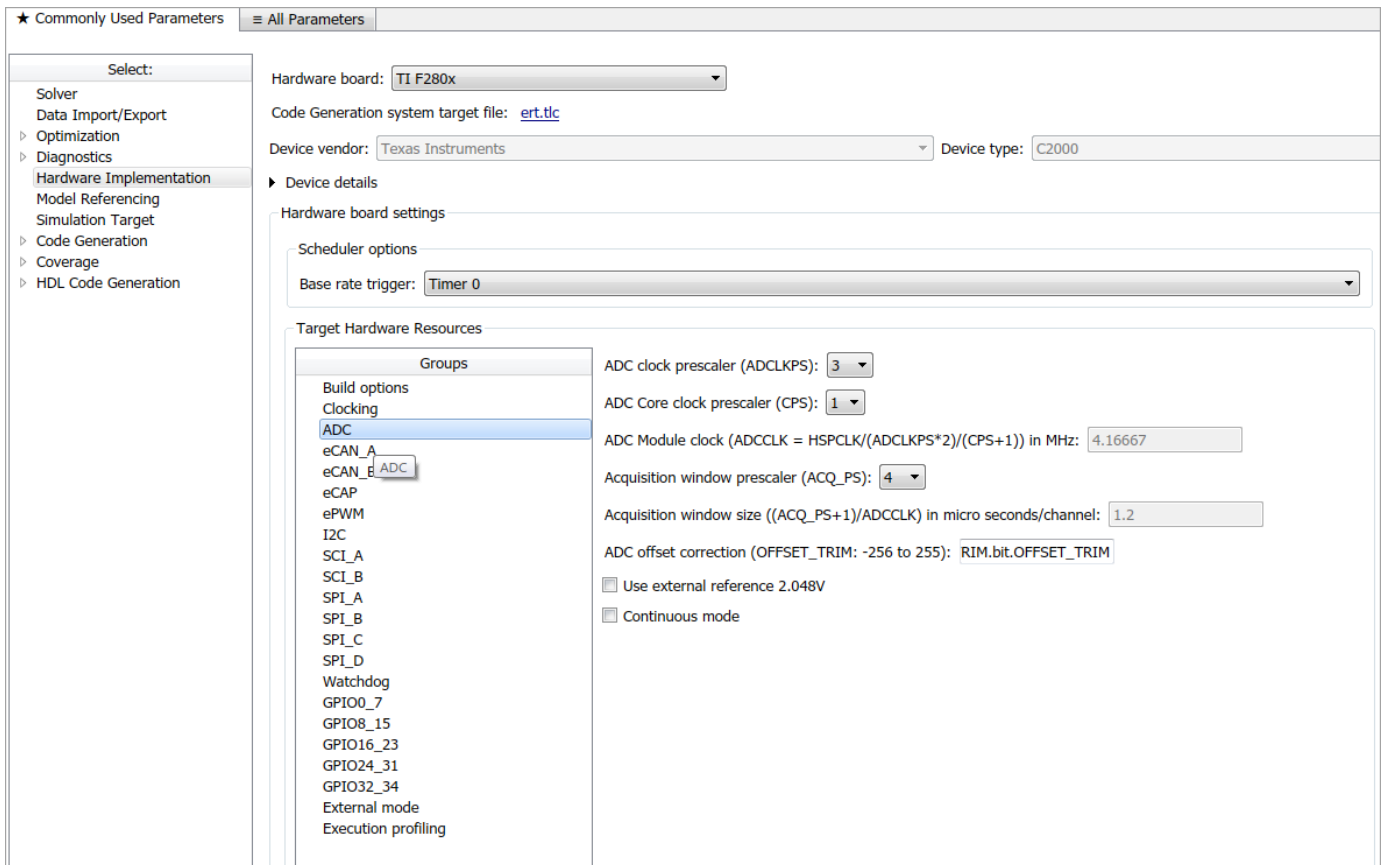 ★ Commonly Used Parameters
≡ All Parameters
Select:
Solver
Data Import/Export
Optimization
Diagnostics
Hardware Implementation
Model Referencing
Simulation Target
Code Generation
Coverage
HDL Code Generation
Hardware board: TI F280x
Code Generation system target file: ert.tlc
Device vendor: Texas Instruments Device type: C2000
Device details
Hardware board settings
Scheduler options
Base rate trigger: Timer 0
Target Hardware Resources
Groups
Build options
Clocking
ADC
eCAN_A
eCAN_B
ADC
eCAP
ePWM
I2C
SCI_A
SCI_B
SPI_A
SPI_B
SPI_C
SPI_D
Watchdog
GPIO0_7
GPIO8_15
GPIO16_23
GPIO24_31
GPIO32_34
External mode
Execution profiling
ADC clock prescaler (ADCLKPS): 3
ADC Core clock prescaler (CPS): 1
ADC Module clock (ADCCLK = HSPCLK/(ADCLKPS*2)/(CPS+1)) in MHz: 4.16667
Acquisition window prescaler (ACQ_PS): 4
Acquisition window size ((ACQ_PS+1)/ADCCLK) in micro seconds/channel: 1.2
ADC offset correction (OFFSET_TRIM: -256 to 255): RIM.bit.OFFSET_TRIM
Use external reference 2.048V
Continuous mode